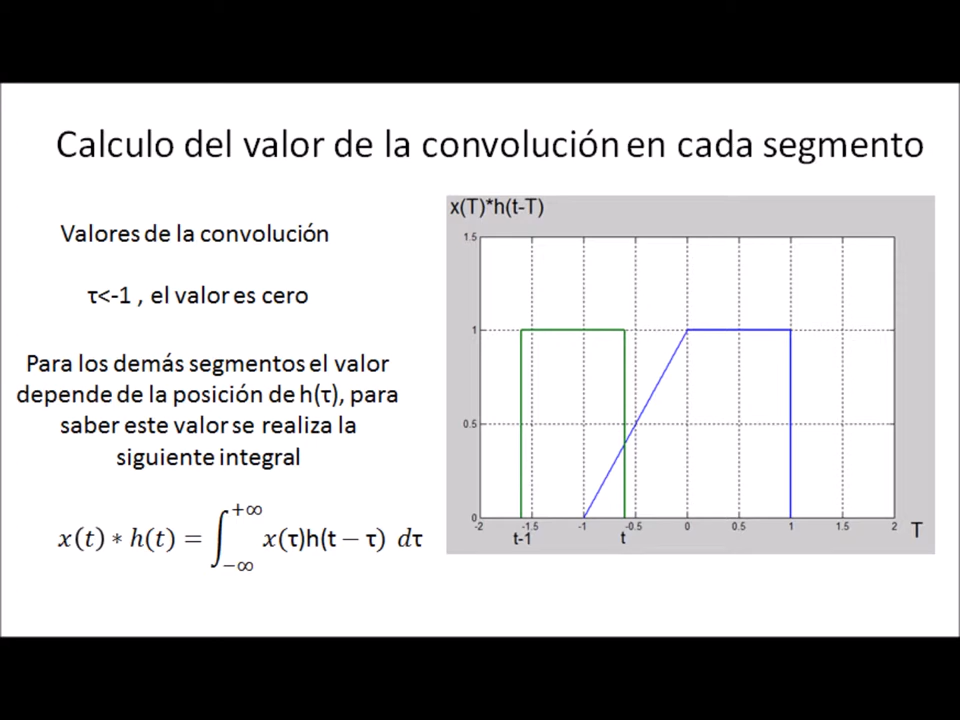 Calculo del valor de la convolución en cada segmento
Valores de la convolución
τ<-1 , el valor es cero
Para los demás segmentos el valor
depende de la posición de h(τ), para
saber este valor se realiza la
siguiente integral
x(t) ∗ h(t) = ∫_{−∞}^{+∞} x(τ)h(t − τ) dτ
x(T)*h(t-T)
1.5
1
0.5
0
-2 -1.5 -1 -0.5 0 0.5 1 1.5 2
t-1 t T